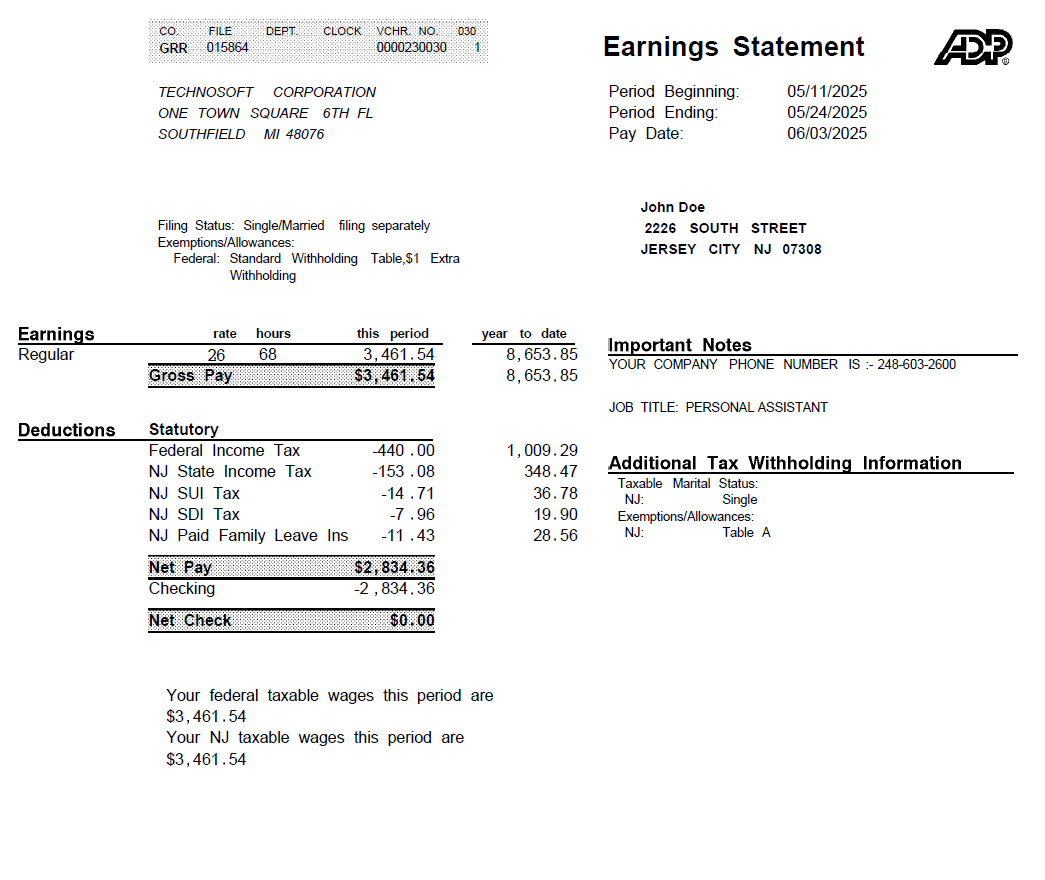 CO. FILE DEPT. CLOCK VCHR. NO. 030
GRR 015864 0000230030 1
TECHNOSOFT CORPORATION
ONE TOWN SQUARE 6TH FL
SOUTHFIELD MI 48076
Earnings Statement
ADP®
Period Beginning: 05/11/2025
Period Ending: 05/24/2025
Pay Date: 06/03/2025
Filing Status: Single/Married filing separately
Exemptions/Allowances:
Federal: Standard Withholding Table,$1 Extra
Withholding
John Doe
2226 SOUTH STREET
JERSEY CITY NJ 07308
Earnings rate hours this period year to date
Regular 26 68 3,461.54 8,653.85
Gross Pay $3,461.54 8,653.85
Deductions Statutory
Federal Income Tax -440 .00 1,009.29
NJ State Income Tax -153 .08 348.47
NJ SUI Tax -14 .71 36.78
NJ SDI Tax -7 .96 19.90
NJ Paid Family Leave Ins -11 .43 28.56
Net Pay $2,834.36
Checking -2 ,834.36
Net Check $0.00
Important Notes
YOUR COMPANY PHONE NUMBER IS :- 248-603-2600
JOB TITLE: PERSONAL ASSISTANT
Additional Tax Withholding Information
Taxable Marital Status:
NJ: Single
Exemptions/Allowances:
NJ: Table A
Your federal taxable wages this period are
$3,461.54
Your NJ taxable wages this period are
$3,461.54